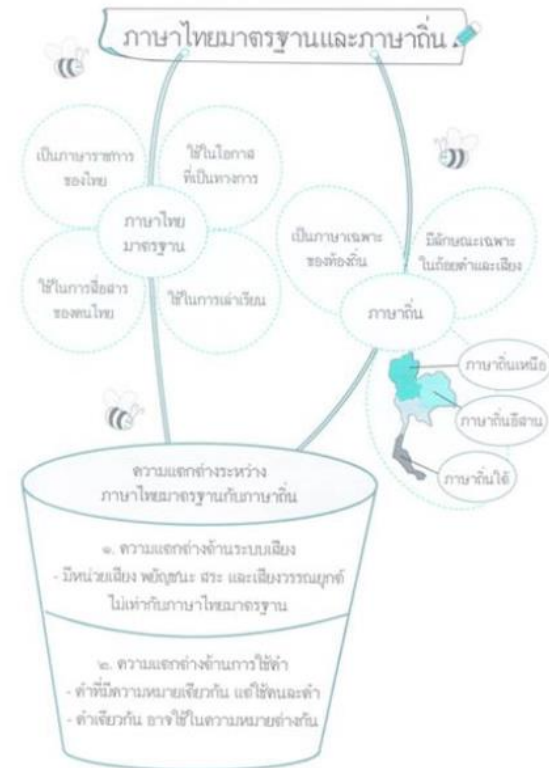 ภาษาไทยมาตรฐานและภาษาถิ่น
เป็นภาษาราชการ
ของไทย
ใช้ในโอกาส
ที่เป็นทางการ
ภาษาไทย
มาตรฐาน
ใช้ในการสื่อสาร
ของคนไทย
ใช้ในการเล่าเรียน
เป็นภาษาเฉพาะ
ของท้องถิ่น
มีลักษณะเฉพาะ
ในถ้อยคำและเสียง
ภาษาถิ่น
ภาษาถิ่นเหนือ
ภาษาถิ่นอีสาน
ภาษาถิ่นใต้
ความแตกต่างระหว่าง
ภาษาไทยมาตรฐานกับภาษาถิ่น
๑. ความแตกต่างด้านระบบเสียง
- มีหน่วยเสียง พยัญชนะ สระ และเสียงวรรณยุกต์
ไม่เท่ากับภาษาไทยมาตรฐาน
๒. ความแตกต่างด้านการใช้คำ
- คำที่มีความหมายเดียวกัน แต่ใช้คนละคำ
- คำเดียวกัน อาจใช้ในความหมายต่างกัน